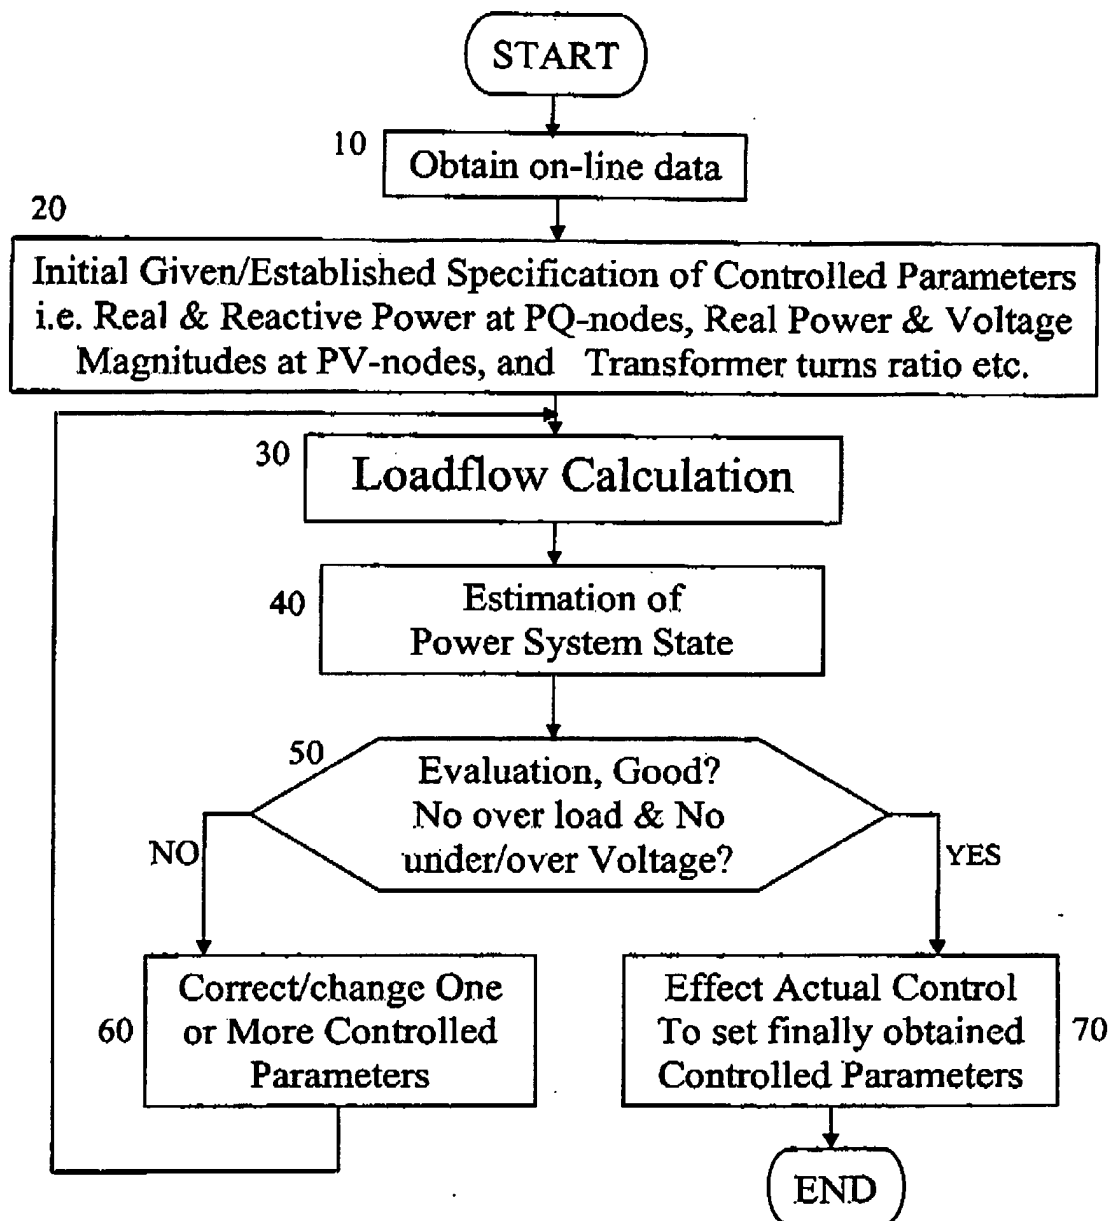 START
10
Obtain on-line data
20
Initial Given/Established Specification of Controlled Parameters
i.e. Real & Reactive Power at PQ-nodes, Real Power & Voltage
Magnitudes at PV-nodes, and Transformer turns ratio etc.
30
Loadflow Calculation
40
Estimation of
Power System State
50
Evaluation, Good?
No over load & No
under/over Voltage?
NO
YES
60
Correct/change One
or More Controlled
Parameters
Effect Actual Control
To set finally obtained
Controlled Parameters
70
END